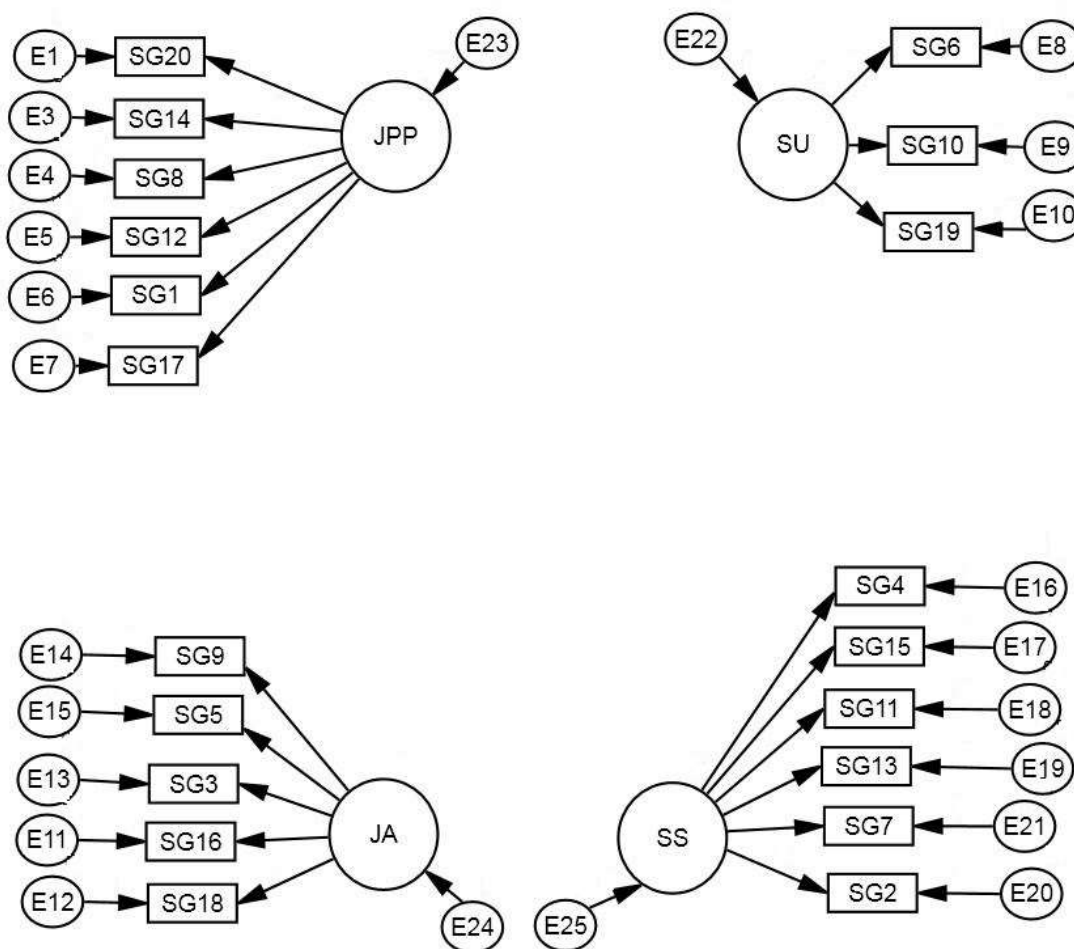 E1 SG20
E3 SG14
E4 SG8
E5 SG12
E6 SG1
E7 SG17
JPP
E23
E22
SU
SG6 E8
SG10 E9
SG19 E10
E14 SG9
E15 SG5
E13 SG3
E11 SG16
E12 SG18
JA
E24
SG4 E16
SG15 E17
SG11 E18
SG13 E19
SG7 E21
SG2 E20
SS
E25